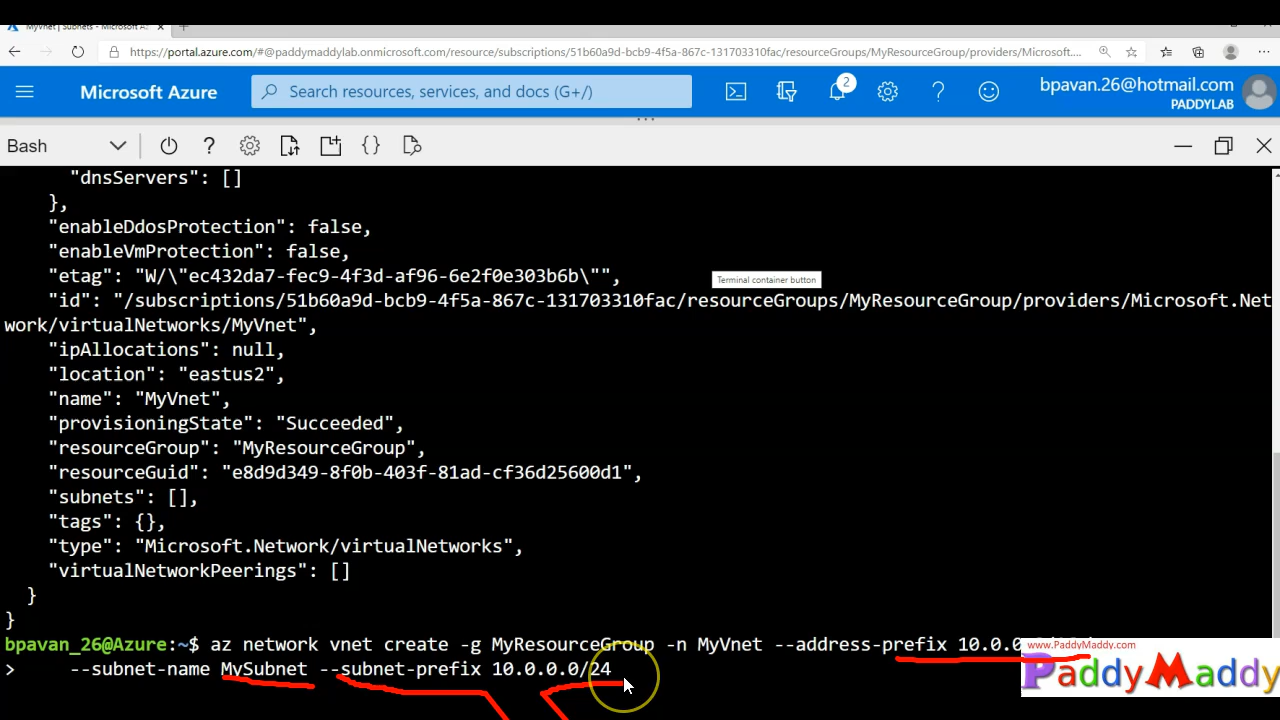 MyVnet | Subnets - Microsoft Az
https://portal.azure.com/#@paddymaddylab.onmicrosoft.com/resource/subscriptions/51b60a9d-bcb9-4f5a-867c-131703310fac/resourceGroups/MyResourceGroup/providers/Microsoft....
Microsoft Azure
Search resources, services, and docs (G+/)
2
bpavan.26@hotmail.com
PADDYLAB
Bash
"dnsServers": []
},
"enableDdosProtection": false,
"enableVmProtection": false,
"etag": "W/\"ec432da7-fec9-4f3d-af96-6e2f0e303b6b\"",
Terminal container button
"id": "/subscriptions/51b60a9d-bcb9-4f5a-867c-131703310fac/resourceGroups/MyResourceGroup/providers/Microsoft.Net
work/virtualNetworks/MyVnet",
"ipAllocations": null,
"location": "eastus2",
"name": "MyVnet",
"provisioningState": "Succeeded",
"resourceGroup": "MyResourceGroup",
"resourceGuid": "e8d9d349-8f0b-403f-81ad-cf36d25600d1",
"subnets": [],
"tags": {},
"type": "Microsoft.Network/virtualNetworks",
"virtualNetworkPeerings": []
}
}
bpavan_26@Azure:~$ az network vnet create -g MyResourceGroup -n MyVnet --address-prefix 10.0.0
> --subnet-name MySubnet --subnet-prefix 10.0.0.0/24
www.PaddyMaddy.com
PaddyMaddy